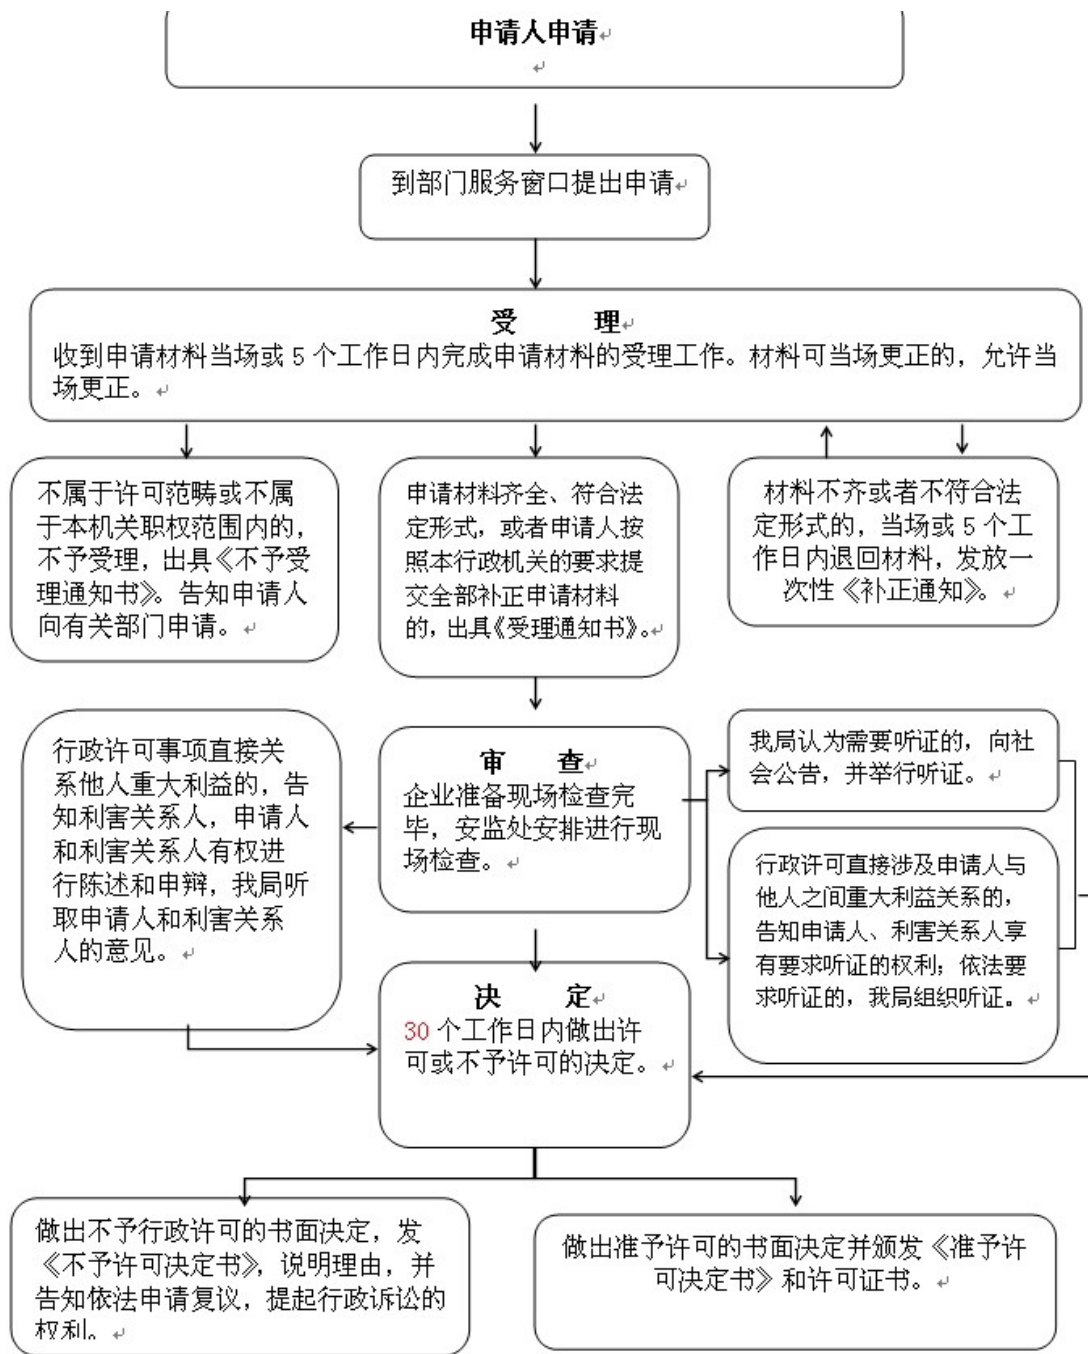 申请人申请
到部门服务窗口提出申请
受 理
收到申请材料当场或 5 个工作日内完成申请材料的受理工作。材料可当场更正的，允许当
场更正。
不属于许可范畴或不属
于本机关职权范围内的，
不予受理，出具《不予受
理通知书》。告知申请人
向有关部门申请。
申请材料齐全、符合法
定形式，或者申请人按
照本行政机关的要求提
交全部补正申请材料
的，出具《受理通知书》。
材料不齐或者不符合法
定形式的，当场或 5 个工
作日内退回材料，发放一
次性《补正通知》。
行政许可事项直接关
系他人重大利益的，告
知利害关系人，申请人
和利害关系人有权进
行陈述和申辩，我局听
取申请人和利害关系
人的意见。
审 查
企业准备现场检查完
毕，安监处安排进行现
场检查。
我局认为需要听证的，向社
会公告，并举行听证。
行政许可直接涉及申请人与
他人之间重大利益关系的，
告知申请人、利害关系人享
有要求听证的权利；依法要
求听证的，我局组织听证。
决 定
30 个工作日内做出许
可或不予许可的决定。
做出不予行政许可的书面决定，发
《不予许可决定书》，说明理由，并
告知依法申请复议，提起行政诉讼的
权利。
做出准予许可的书面决定并颁发《准予许
可决定书》和许可证书。